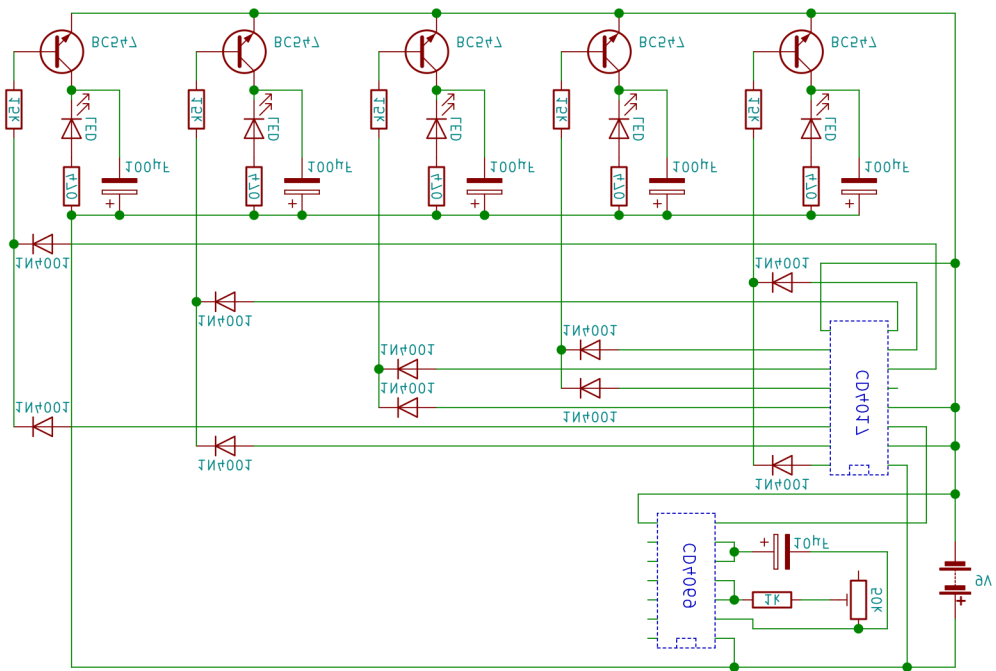 BC547
BC547
BC547
BC547
BC547
15k
15k
15k
15k
15k
LED
LED
LED
LED
LED
470
100µF
+
470
100µF
+
470
100µF
+
470
100µF
+
470
100µF
+
1N4001
1N4001
1N4001
1N4001
1N4001
1N4001
1N4001
1N4001
1N4001
1N4001
CD4017
CD4069
+
10µF
1k
50k
9V
+